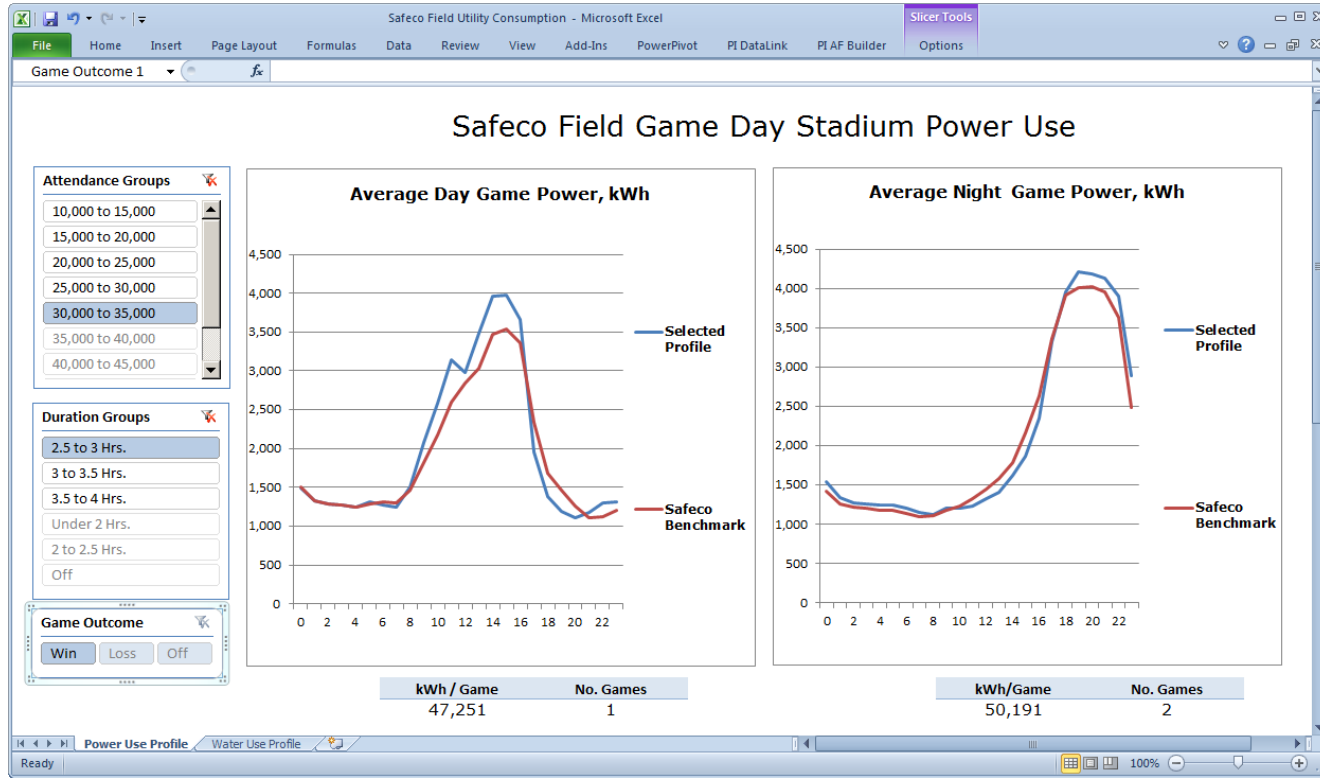 Safeco Field Utility Consumption - Microsoft Excel
Slicer Tools
File Home Insert Page Layout Formulas Data Review View Add-Ins PowerPivot PI DataLink PI AF Builder Options
Game Outcome 1 fx
Safeco Field Game Day Stadium Power Use
Attendance Groups
10,000 to 15,000
15,000 to 20,000
20,000 to 25,000
25,000 to 30,000
30,000 to 35,000
35,000 to 40,000
40,000 to 45,000
Duration Groups
2.5 to 3 Hrs.
3 to 3.5 Hrs.
3.5 to 4 Hrs.
Under 2 Hrs.
2 to 2.5 Hrs.
Off
Game Outcome
Win Loss Off
Average Day Game Power, kWh
4,500
4,000
3,500
3,000
2,500
2,000
1,500
1,000
500
0
0 2 4 6 8 10 12 14 16 18 20 22
Selected
Profile
Safeco
Benchmark
kWh / Game No. Games
47,251 1
Average Night Game Power, kWh
4,500
4,000
3,500
3,000
2,500
2,000
1,500
1,000
500
0
0 2 4 6 8 10 12 14 16 18 20 22
Selected
Profile
Safeco
Benchmark
kWh/Game No. Games
50,191 2
Power Use Profile Water Use Profile
Ready 100%